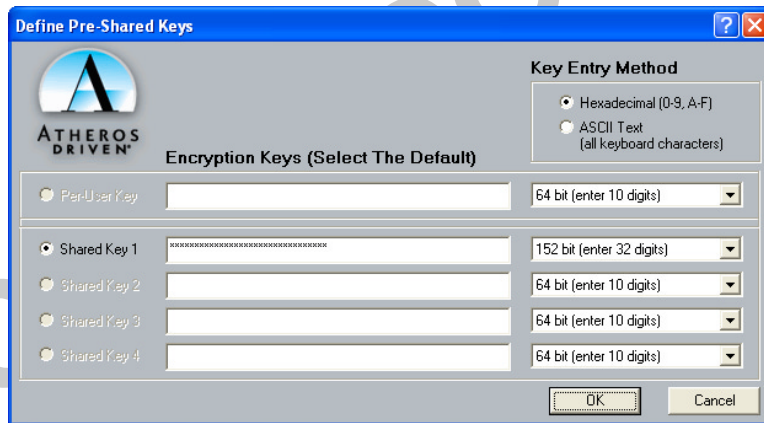 Define Pre-Shared Keys
Key Entry Method
Hexadecimal (0-9, A-F)
ASCII Text
(all keyboard characters)
ATHEROS
DRIVEN
Encryption Keys (Select The Default)
Per-User Key 64 bit (enter 10 digits)
Shared Key 1 ******************************** 152 bit (enter 32 digits)
Shared Key 2 64 bit (enter 10 digits)
Shared Key 3 64 bit (enter 10 digits)
Shared Key 4 64 bit (enter 10 digits)
OK Cancel